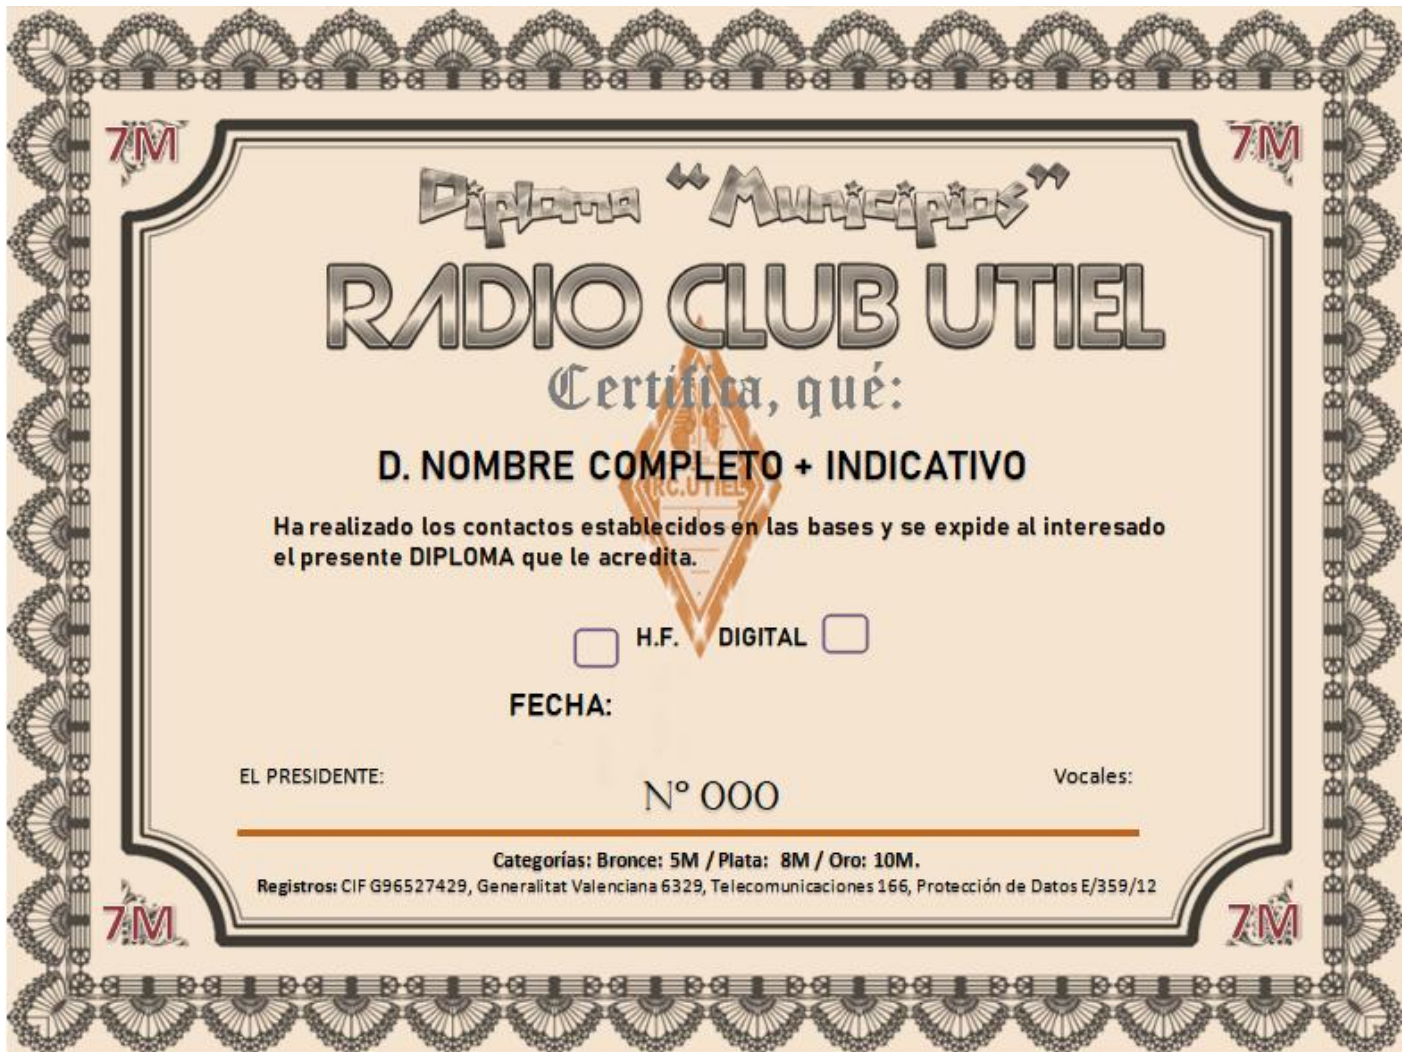 7M 7M
Diploma “Municipios”
RADIO CLUB UTIEL
Certifica, qué:
D. NOMBRE COMPLETO + INDICATIVO
RC.UTIEL
Ha realizado los contactos establecidos en las bases y se expide al interesado
el presente DIPLOMA que le acredita.
H.F. DIGITAL
FECHA:
EL PRESIDENTE: Vocales:
Nº 000
Categorías: Bronce: 5M / Plata: 8M / Oro: 10M.
Registros: CIF G96527429, Generalitat Valenciana 6329, Telecomunicaciones 166, Protección de Datos E/359/12
7M 7M